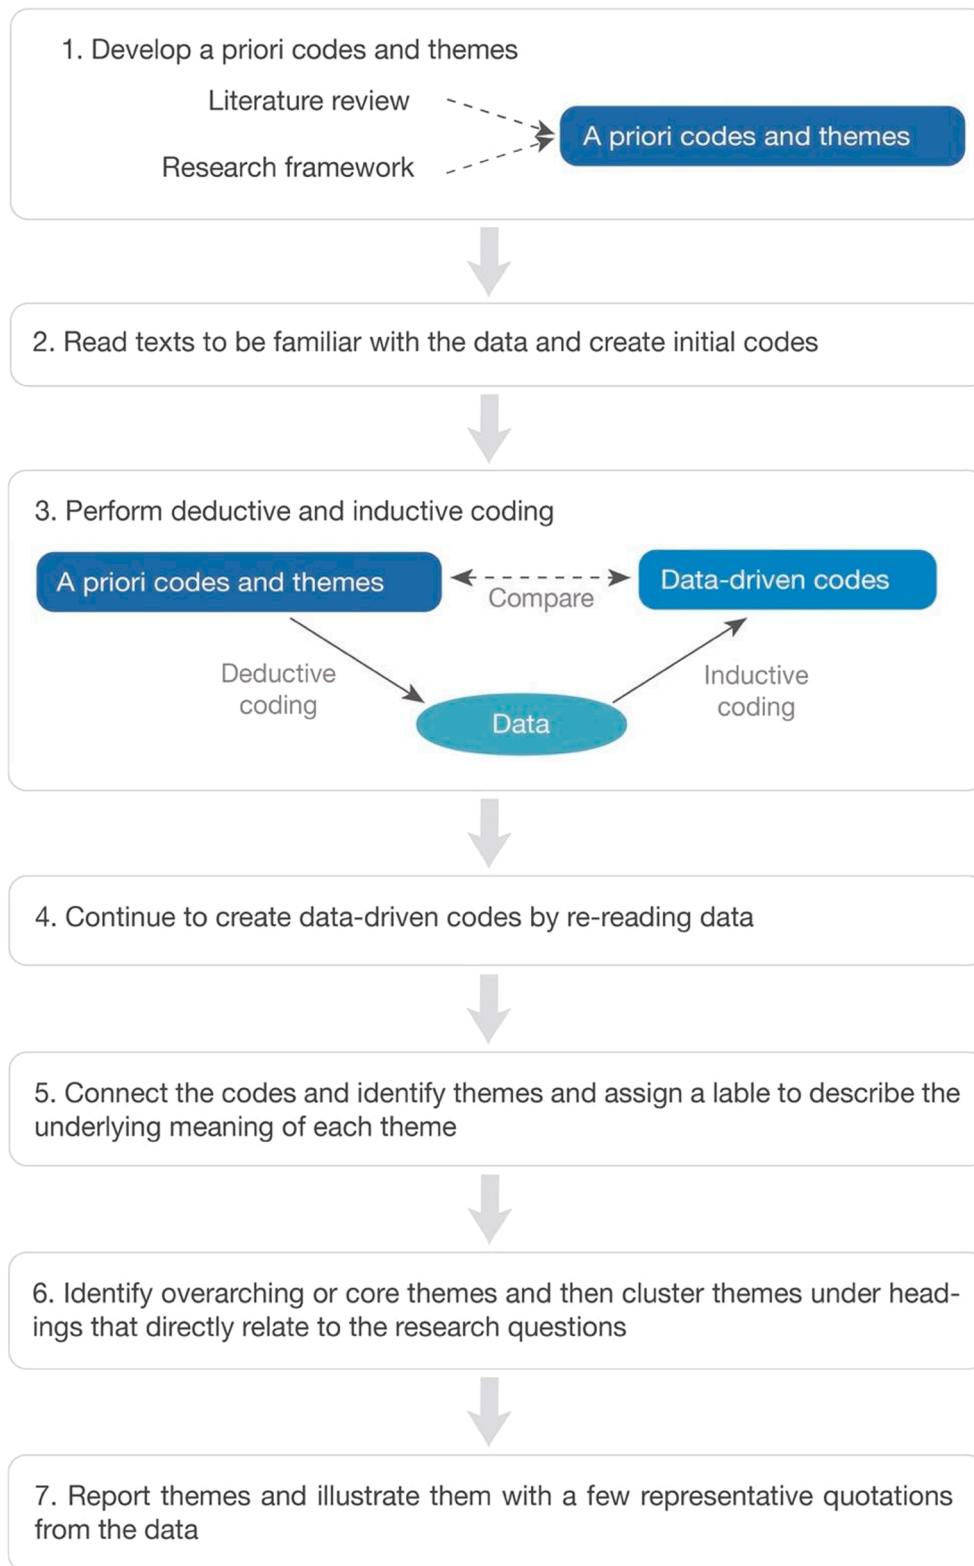 1. Develop a priori codes and themes
Literature review
Research framework
A priori codes and themes
2. Read texts to be familiar with the data and create initial codes
3. Perform deductive and inductive coding
A priori codes and themes
Compare
Data-driven codes
Deductive
coding
Inductive
coding
Data
4. Continue to create data-driven codes by re-reading data
5. Connect the codes and identify themes and assign a lable to describe the
underlying meaning of each theme
6. Identify overarching or core themes and then cluster themes under head-
ings that directly relate to the research questions
7. Report themes and illustrate them with a few representative quotations
from the data